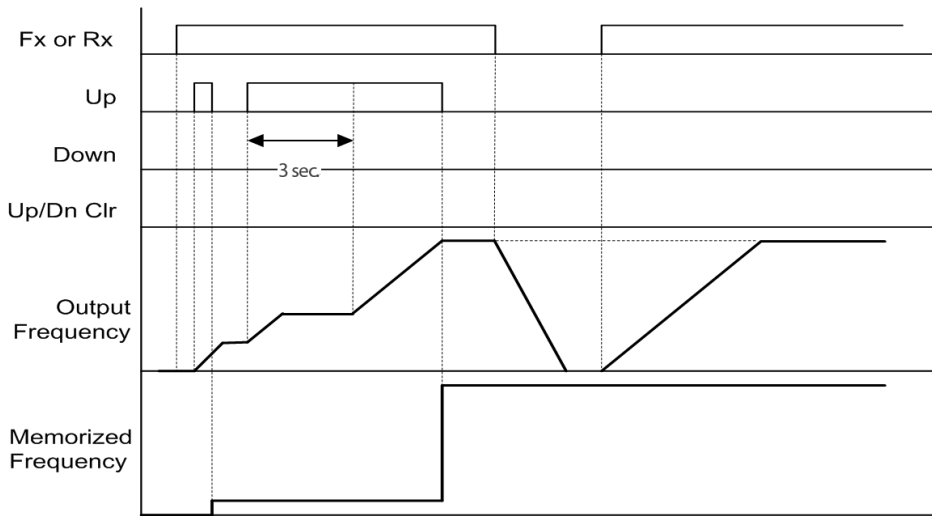 Fx or Rx
Up
Down
3 sec.
Up/Dn Clr
Output
Frequency
Memorized
Frequency